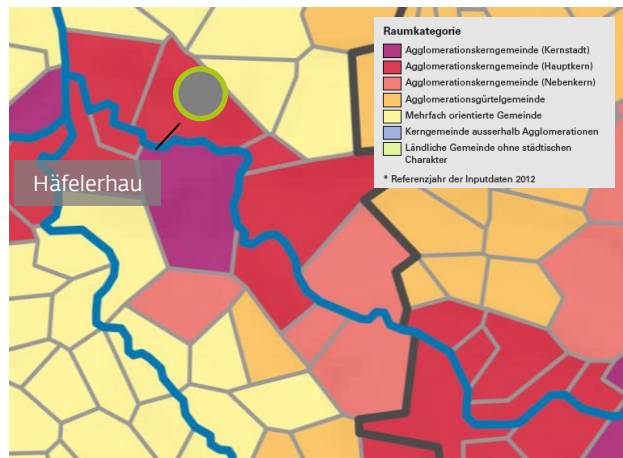 Raumkategorie
Agglomerationskerngemeinde (Kernstadt)
Agglomerationskerngemeinde (Hauptkern)
Agglomerationskerngemeinde (Nebenkern)
Agglomerationsgürtelgemeinde
Mehrfach orientierte Gemeinde
Kerngemeinde ausserhalb Agglomerationen
Ländliche Gemeinde ohne städtischen
Charakter
* Referenzjahr der Inputdaten 2012
Häfelerhau